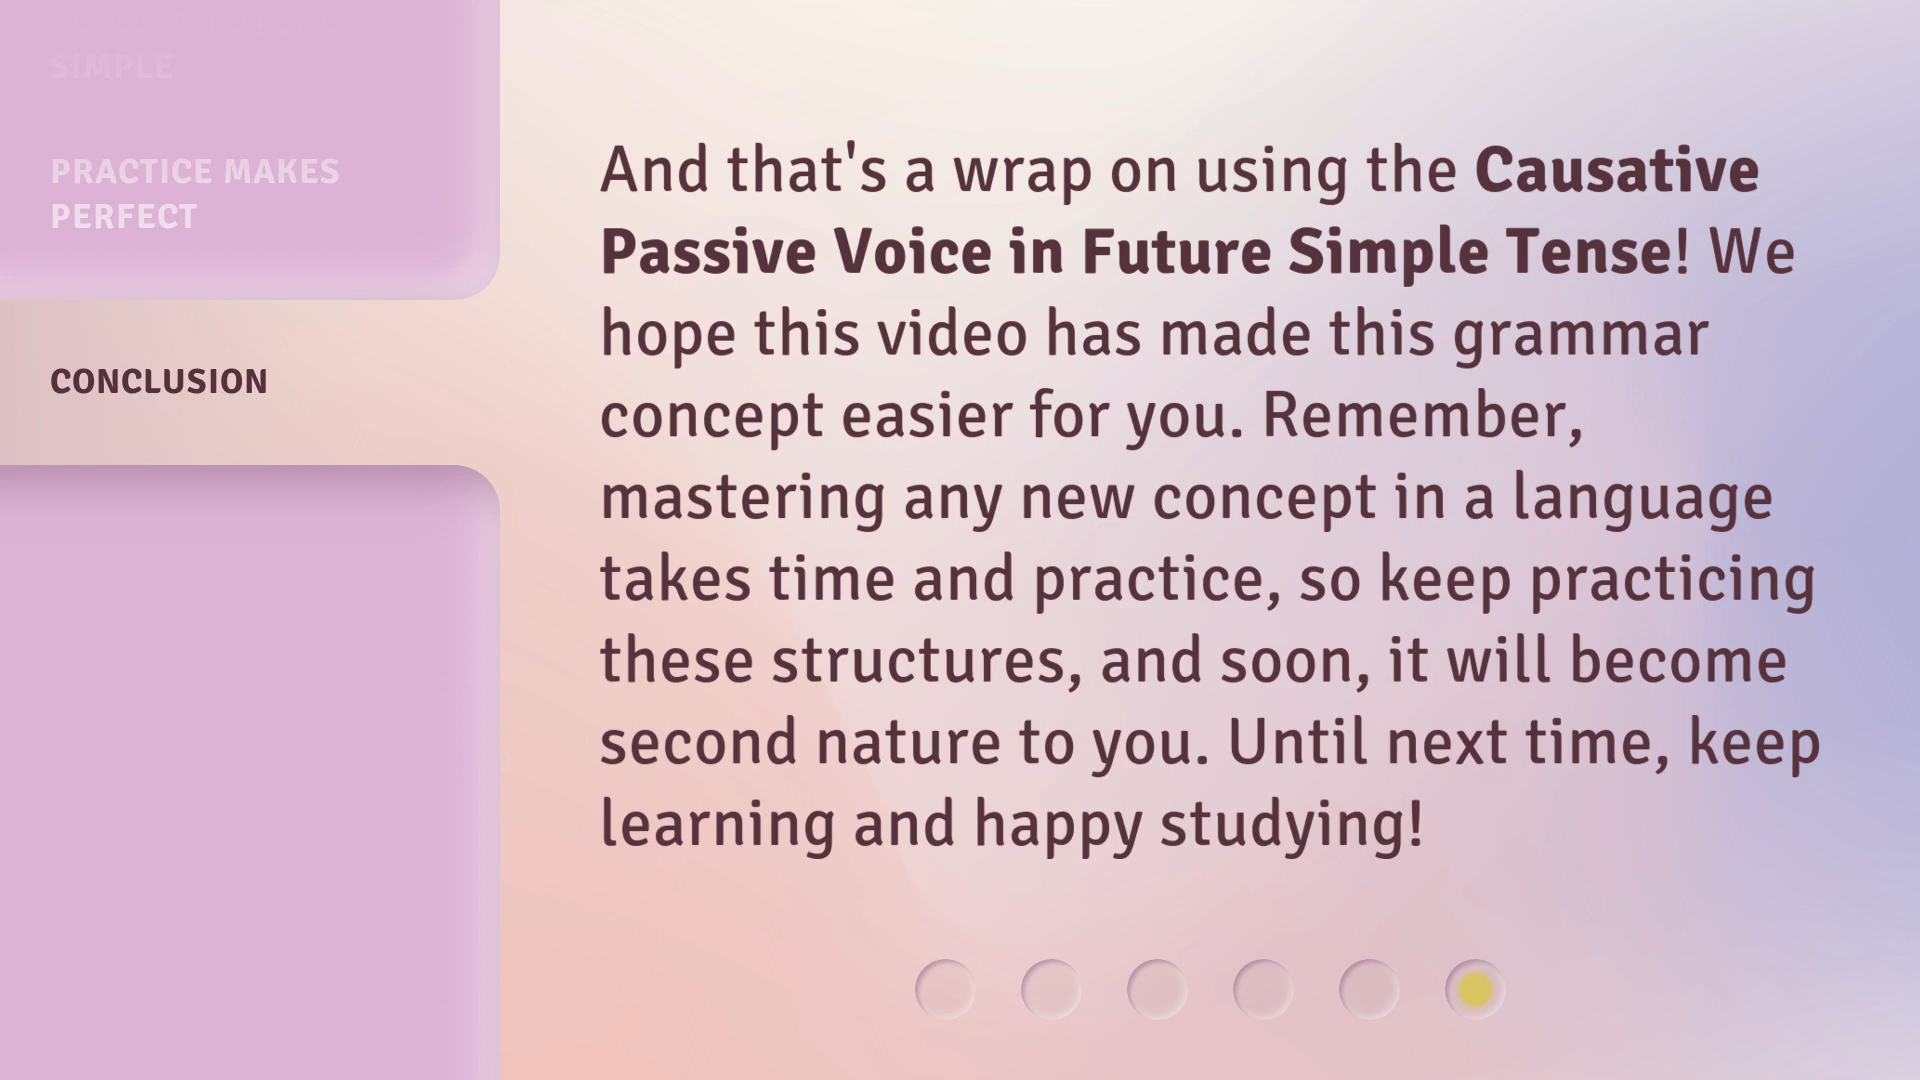 SIMPLE
PRACTICE MAKES
PERFECT
CONCLUSION
And that's a wrap on using the Causative
Passive Voice in Future Simple Tense! We
hope this video has made this grammar
concept easier for you. Remember,
mastering any new concept in a language
takes time and practice, so keep practicing
these structures, and soon, it will become
second nature to you. Until next time, keep
learning and happy studying!